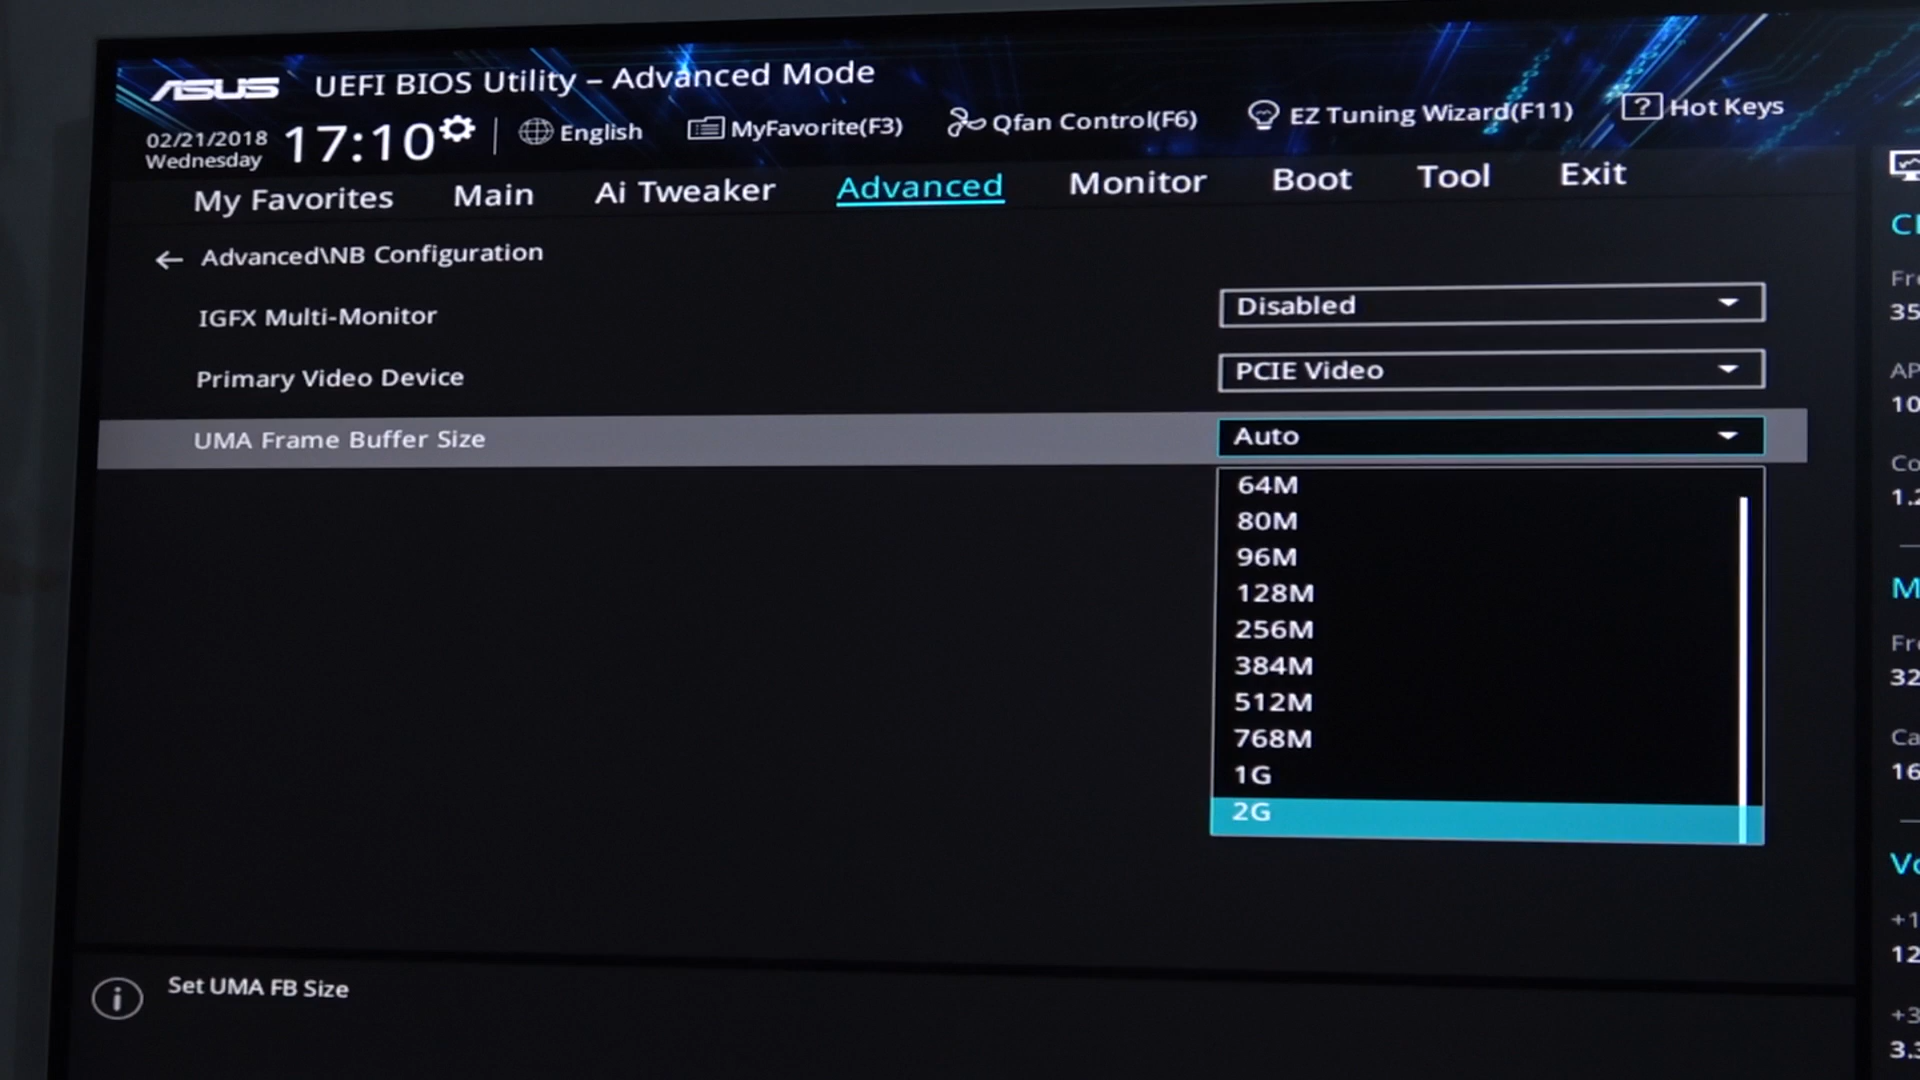 ASUS UEFI BIOS Utility – Advanced Mode
02/21/2018
Wednesday
17:10
English
MyFavorite(F3)
Qfan Control(F6)
EZ Tuning Wizard(F11)
? Hot Keys
My Favorites Main Ai Tweaker Advanced Monitor Boot Tool Exit
← Advanced\NB Configuration
IGFX Multi-Monitor Disabled
Primary Video Device PCIE Video
UMA Frame Buffer Size Auto
64M
80M
96M
128M
256M
384M
512M
768M
1G
2G
i Set UMA FB Size